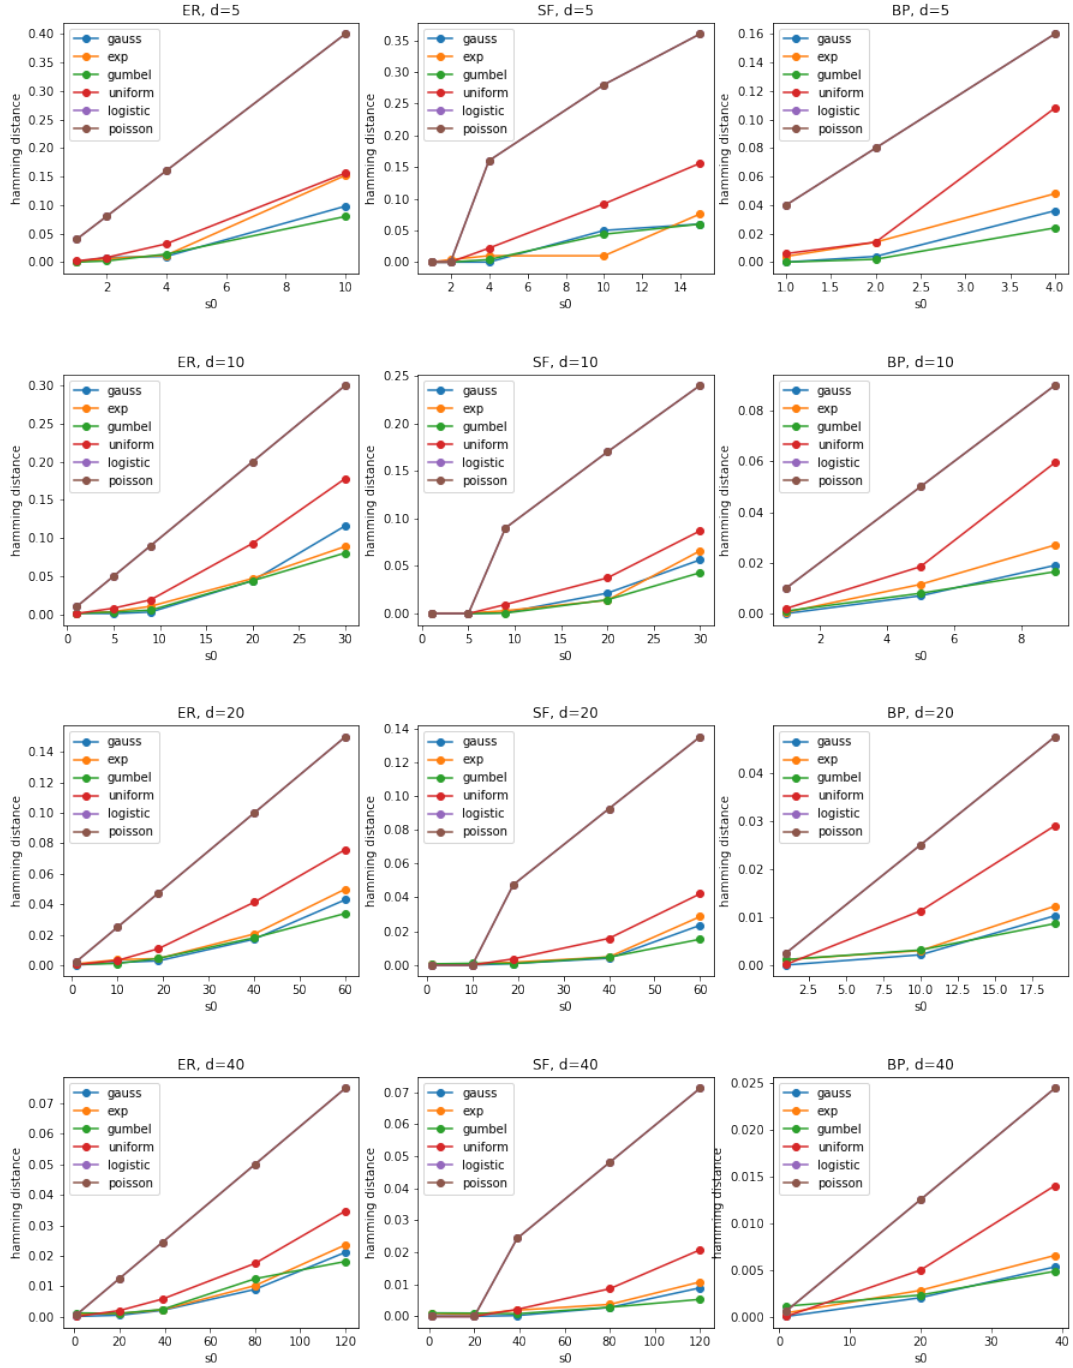 ER, d=5
hamming distance
0.40
0.35
0.30
0.25
0.20
0.15
0.10
0.05
0.00
gauss
exp
gumbel
uniform
logistic
poisson
2 4 6 8 10
s0
SF, d=5
hamming distance
0.35
0.30
0.25
0.20
0.15
0.10
0.05
0.00
gauss
exp
gumbel
uniform
logistic
poisson
2 4 6 8 10 12 14
s0
BP, d=5
hamming distance
0.16
0.14
0.12
0.10
0.08
0.06
0.04
0.02
0.00
gauss
exp
gumbel
uniform
logistic
poisson
1.0 1.5 2.0 2.5 3.0 3.5 4.0
s0
ER, d=10
hamming distance
0.30
0.25
0.20
0.15
0.10
0.05
0.00
gauss
exp
gumbel
uniform
logistic
poisson
0 5 10 15 20 25 30
s0
SF, d=10
hamming distance
0.25
0.20
0.15
0.10
0.05
0.00
gauss
exp
gumbel
uniform
logistic
poisson
0 5 10 15 20 25 30
s0
BP, d=10
hamming distance
0.08
0.06
0.04
0.02
0.00
gauss
exp
gumbel
uniform
logistic
poisson
2 4 6 8
s0
ER, d=20
hamming distance
0.14
0.12
0.10
0.08
0.06
0.04
0.02
0.00
gauss
exp
gumbel
uniform
logistic
poisson
0 10 20 30 40 50 60
s0
SF, d=20
hamming distance
0.14
0.12
0.10
0.08
0.06
0.04
0.02
0.00
gauss
exp
gumbel
uniform
logistic
poisson
0 10 20 30 40 50 60
s0
BP, d=20
hamming distance
0.04
0.03
0.02
0.01
0.00
gauss
exp
gumbel
uniform
logistic
poisson
2.5 5.0 7.5 10.0 12.5 15.0 17.5
s0
ER, d=40
hamming distance
0.07
0.06
0.05
0.04
0.03
0.02
0.01
0.00
gauss
exp
gumbel
uniform
logistic
poisson
0 20 40 60 80 100 120
s0
SF, d=40
hamming distance
0.07
0.06
0.05
0.04
0.03
0.02
0.01
0.00
gauss
exp
gumbel
uniform
logistic
poisson
0 20 40 60 80 100 120
s0
BP, d=40
hamming distance
0.025
0.020
0.015
0.010
0.005
0.000
gauss
exp
gumbel
uniform
logistic
poisson
0 10 20 30 40
s0